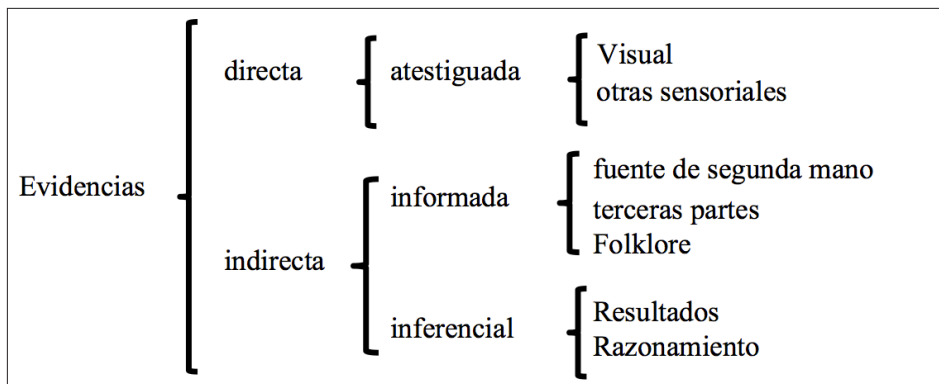 Evidencias
directa
atestiguada
Visual
otras sensoriales
indirecta
informada
fuente de segunda mano
terceras partes
Folklore
inferencial
Resultados
Razonamiento